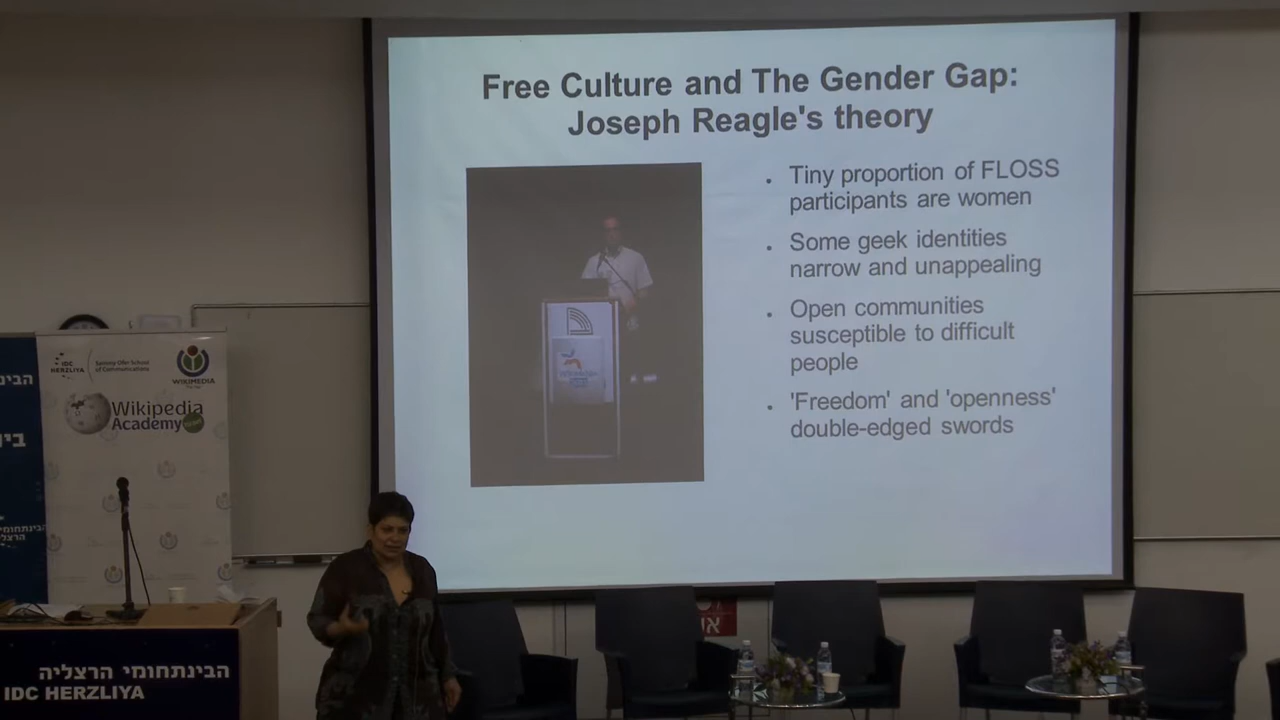 Free Culture and The Gender Gap:
Joseph Reagle's theory
. Tiny proportion of FLOSS
participants are women
. Some geek identities
narrow and unappealing
. Open communities
susceptible to difficult
people
. 'Freedom' and 'openness'
double-edged swords
IDC
HERZLIYA
Sammy Ofer School
of Communications
WIKIMEDIA
Wikipedia
Academy
הבינתחומי הרצליה
IDC HERZLIYA